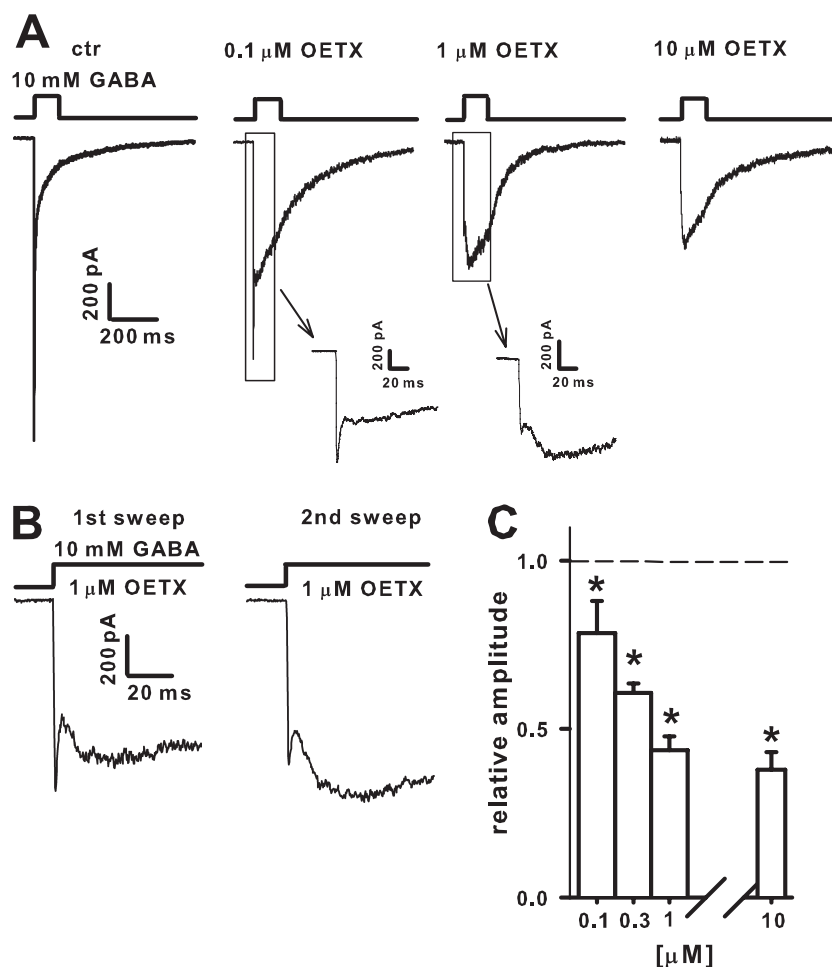 A
ctr
10 mM GABA
0.1 μM OETX
1 μM OETX
10 μM OETX
200 pA
200 ms
200 pA
20 ms
200 pA
20 ms
B
1st sweep
10 mM GABA
1 μM OETX
200 pA
20 ms
2nd sweep
1 μM OETX
C
relative amplitude
1.0
0.5
0.0
*
*
*
*
0.1
0.3
1
10
[μM]